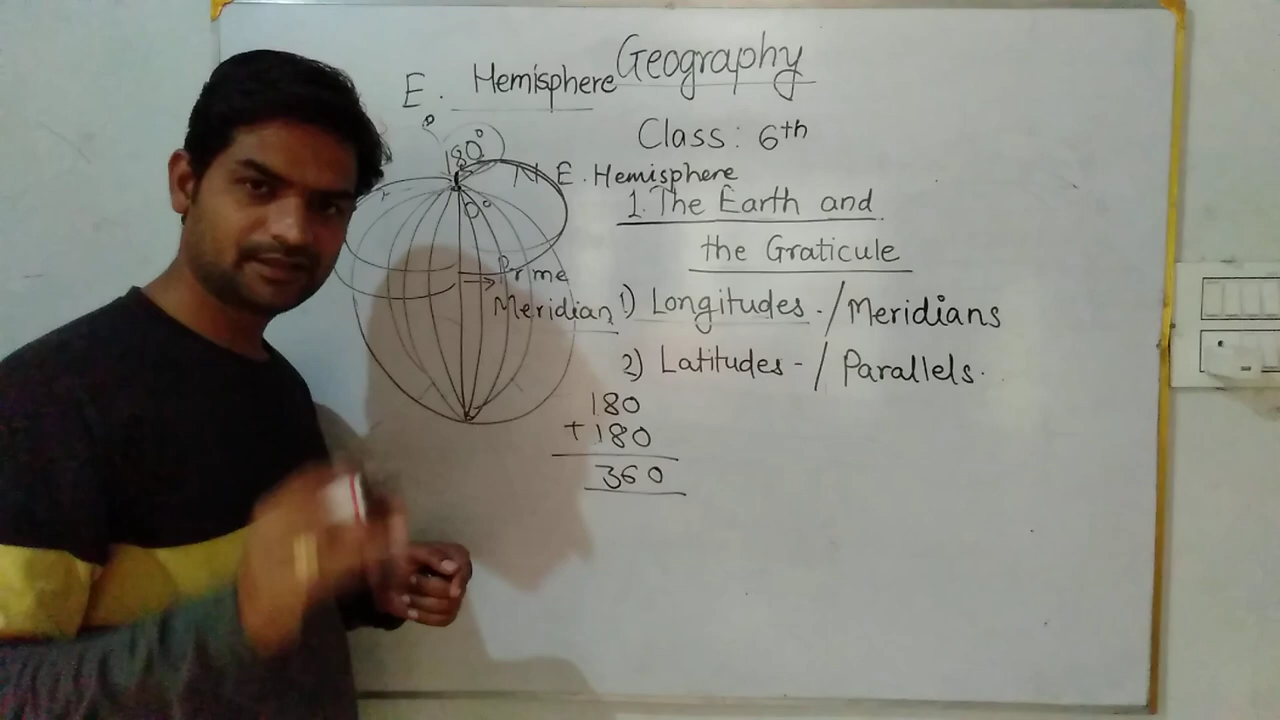 Geography
E. Hemisphere
Class: 6th
180°
E. Hemisphere
1. The Earth and
0°
the Graticule
Prime
Meridian
1) Longitudes. / Meridians
2) Latitudes - / Parallels.
180
+ 180
360